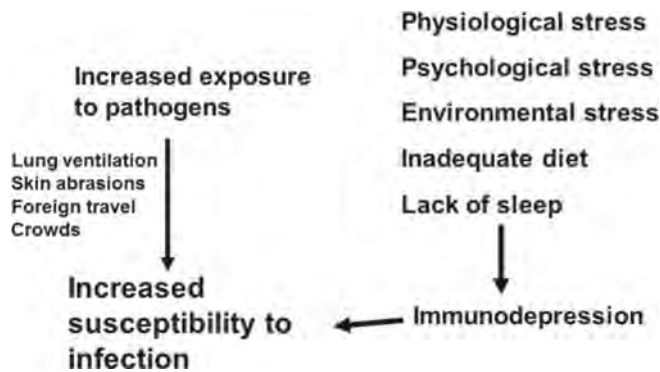 Increased exposure
to pathogens
Lung ventilation
Skin abrasions
Foreign travel
Crowds
Increased
susceptibility to
infection
Physiological stress
Psychological stress
Environmental stress
Inadequate diet
Lack of sleep
Immunodepression